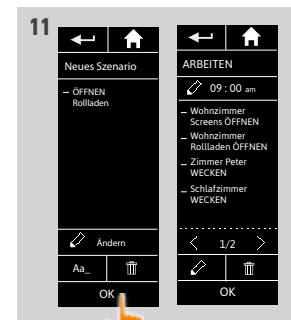 11
Neues Szenario
– ÖFFNEN
Rollladen
Ändern
Aa_
OK
ARBEITEN
09 : 00 am
– Wohnzimmer
Screens ÖFFNEN
– Wohnzimmer
Rollladen ÖFFNEN
– Zimmer Peter
WECKEN
– Schlafzimmer
WECKEN
< 1/2 >
OK